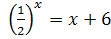 (1/2)^x = x + 6